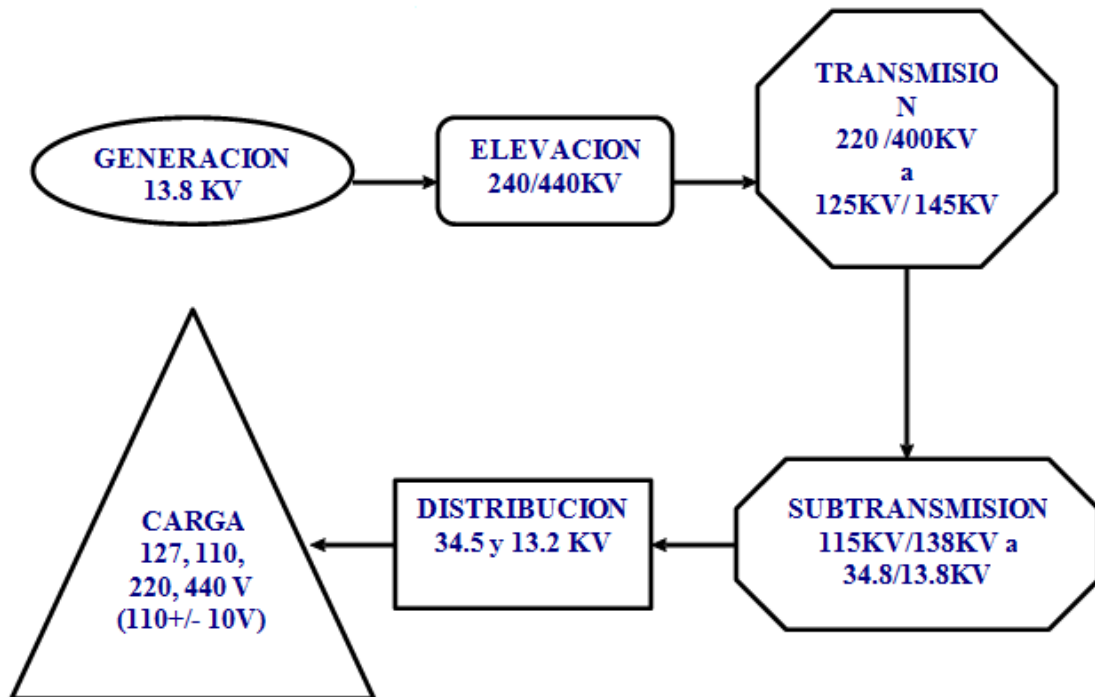 GENERACION
13.8 KV
ELEVACION
240/440KV
TRANSMISIO
N
220 /400KV
a
125KV/ 145KV
SUBTRANSMISION
115KV/138KV a
34.8/13.8KV
DISTRIBUCION
34.5 y 13.2 KV
CARGA
127, 110,
220, 440 V
(110+/- 10V)